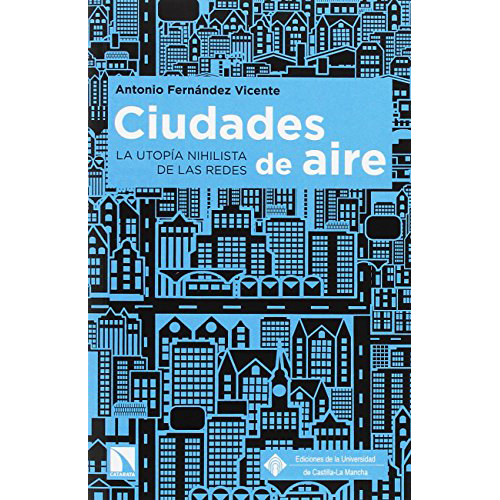 Antonio Fernández Vicente
Ciudades
de aire
LA UTOPÍA NIHILISTA
DE LAS REDES
CATARATA
Ediciones de la Universidad
de Castilla-La Mancha